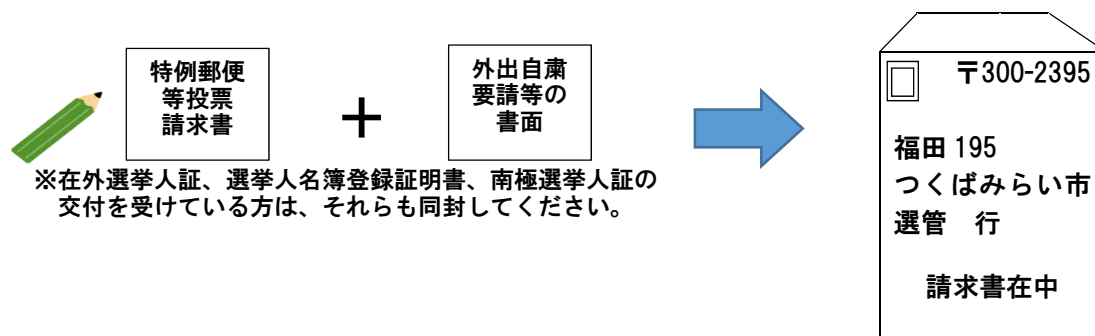 特例郵便
等投票
請求書
＋
外出自粛
要請等の
書面
※在外選挙人証、選挙人名簿登録証明書、南極選挙人証の
交付を受けている方は、それらも同封してください。
〒300-2395
福田 195
つくばみらい市
選管　行
請求書在中